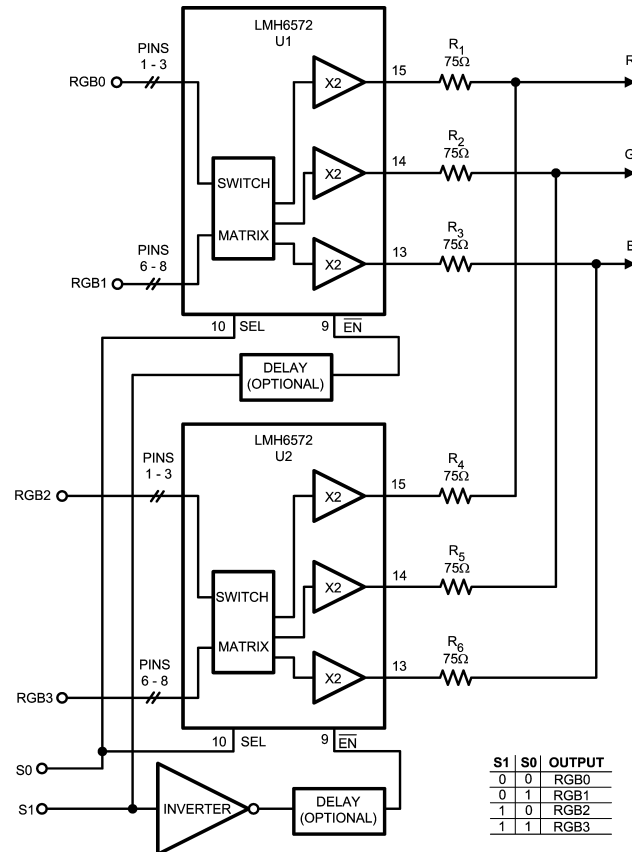 LMH6572
U1
PINS
1 - 3
RGB0
SWITCH
MATRIX
PINS
6 - 8
RGB1
X2
X2
X2
15
14
13
R1
75Ω
R2
75Ω
R3
75Ω
R
G
10
SEL
9
EN
DELAY
(OPTIONAL)
LMH6572
U2
PINS
1 - 3
RGB2
SWITCH
MATRIX
PINS
6 - 8
RGB3
X2
X2
X2
15
14
13
R4
75Ω
R5
75Ω
R6
75Ω
10
SEL
9
EN
S0
S1
INVERTER
DELAY
(OPTIONAL)
S1 S0 OUTPUT
0 0 RGB0
0 1 RGB1
1 0 RGB2
1 1 RGB3